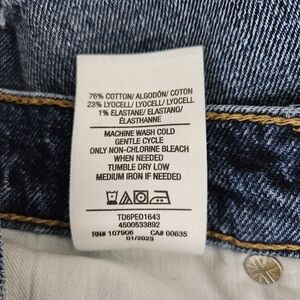 76% COTTON/ ALGODÓN/ COTON
23% LYOCELL/ LYOCELL/ LYOCELL
1% ELASTANE/ ELASTANO/
ÉLASTHANNE
MACHINE WASH COLD
GENTLE CYCLE
ONLY NON-CHLORINE BLEACH
WHEN NEEDED
TUMBLE DRY LOW
MEDIUM IRON IF NEEDED
TD6PE01643
4500533892
RN# 107906 CA# 00635
01/2023